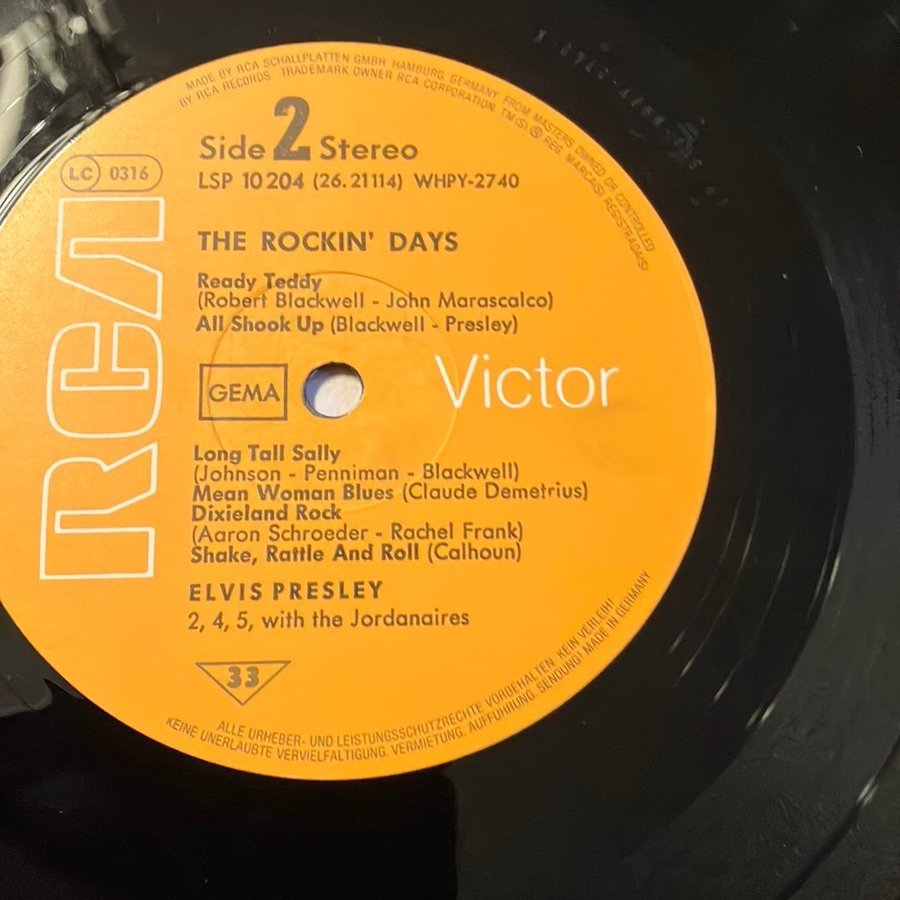 MADE BY RCA SCHALLPLATTEN GMBH HAMBURG, GERMANY, FROM MASTERS OWNED OR CONTROLLED
BY RCA RECORDS TRADEMARK OWNER RCA CORPORATION. TM(S) ® REG. MARCA(S) REGISTRADA(S)
Side 2 Stereo
LC 0316
LSP 10 204 (26.21114) WHPY-2740
RCA
THE ROCKIN' DAYS
Ready Teddy
(Robert Blackwell - John Marascalco)
All Shook Up (Blackwell - Presley)
GEMA
Victor
Long Tall Sally
(Johnson - Penniman - Blackwell)
Mean Woman Blues (Claude Demetrius)
Dixieland Rock
(Aaron Schroeder - Rachel Frank)
Shake, Rattle And Roll (Calhoun)
ELVIS PRESLEY
2, 4, 5, with the Jordanaires
33
ALLE URHEBER- UND LEISTUNGSSCHUTZRECHTE VORBEHALTEN. KEIN VERLEIH!
KEINE UNERLAUBTE VERVIELFÄLTIGUNG. VERMIETUNG. AUFFÜHRUNG. SENDUNG! MADE IN GERMANY